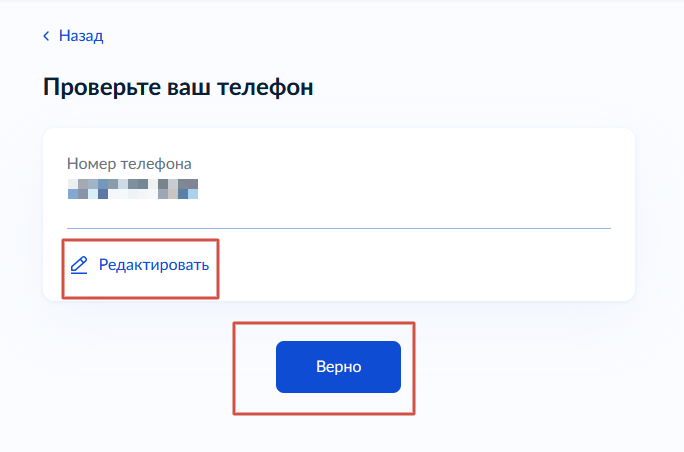 Назад
Проверьте ваш телефон
Номер телефона
Редактировать
Верно